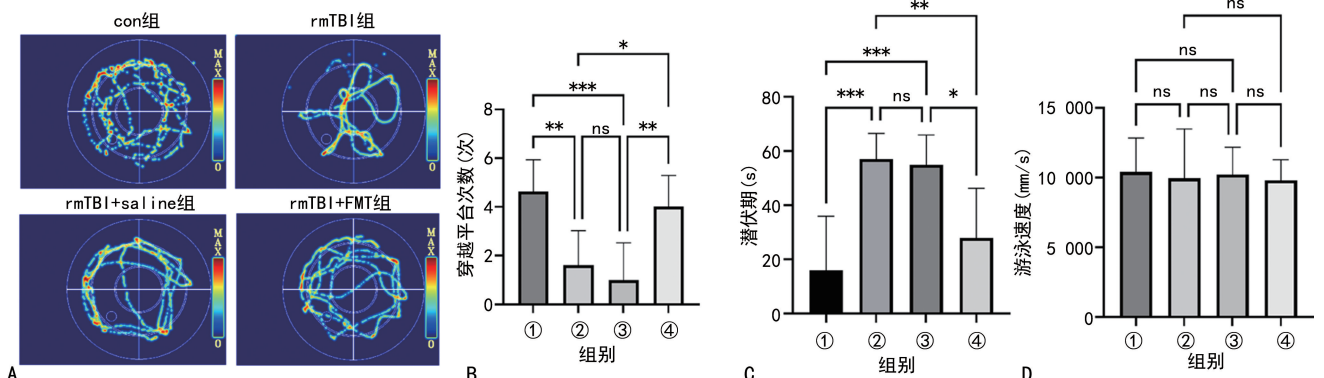 con组
rmTBI组
MAX
0
MAX
0
rmTBI+saline组
rmTBI+FMT组
MAX
0
MAX
0
A
穿越平台次数(次)
8
6
4
2
0
*
***
**
ns
**
①
②
③
④
组别
B
潜伏期(s)
80
60
40
20
0
**
***
***
ns
*
①
②
③
④
组别
C
游泳速度(mm/s)
15 000
10 000
5 000
0
ns
ns
ns
ns
ns
①
②
③
④
组别
D